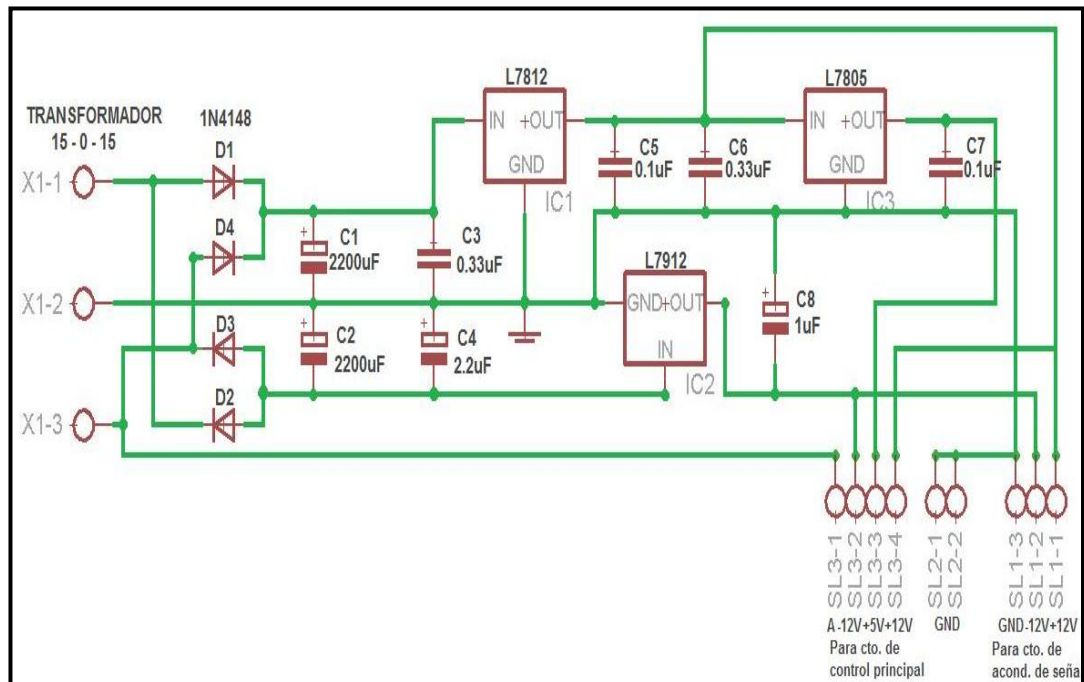 TRANSFORMADOR
15 - 0 - 15
1N4148
X1-1
X1-2
X1-3
D1
D4
D3
D2
C1
2200uF
C2
2200uF
C3
0.33uF
C4
2.2uF
L7812
IN +OUT
GND
IC1
C5
0.1uF
C6
0.33uF
L7805
IN +OUT
GND
IC3
C7
0.1uF
L7912
GND+OUT
IN
IC2
C8
1uF
SL3-1
SL3-2
SL3-3
SL3-4
SL2-1
SL2-2
SL1-3
SL1-2
SL1-1
A -12V+5V+12V
Para cto. de
control principal
GND
GND-12V+12V
Para cto. de
acond. de seña